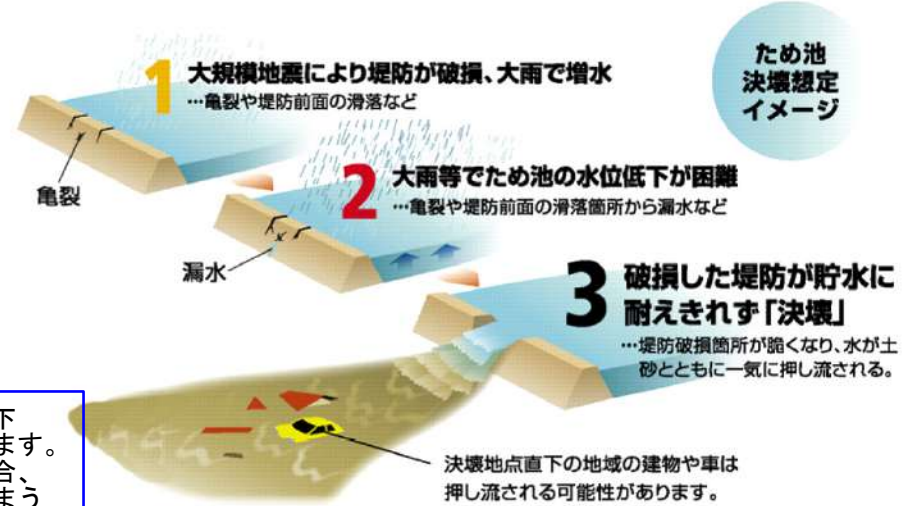 ため池
決壊想定
イメージ
1 大規模地震により堤防が破損、大雨で増水
…亀裂や堤防前面の滑落など
亀裂
2 大雨等でため池の水位低下が困難
…亀裂や堤防前面の滑落箇所から漏水など
漏水
3 破損した堤防が貯水に
耐えきれず「決壊」
…堤防破損箇所が脆くなり、水が土
砂とともに一気に押し流される。
下
ます。
合、
まう
決壊地点直下の地域の建物や車は
押し流される可能性があります。